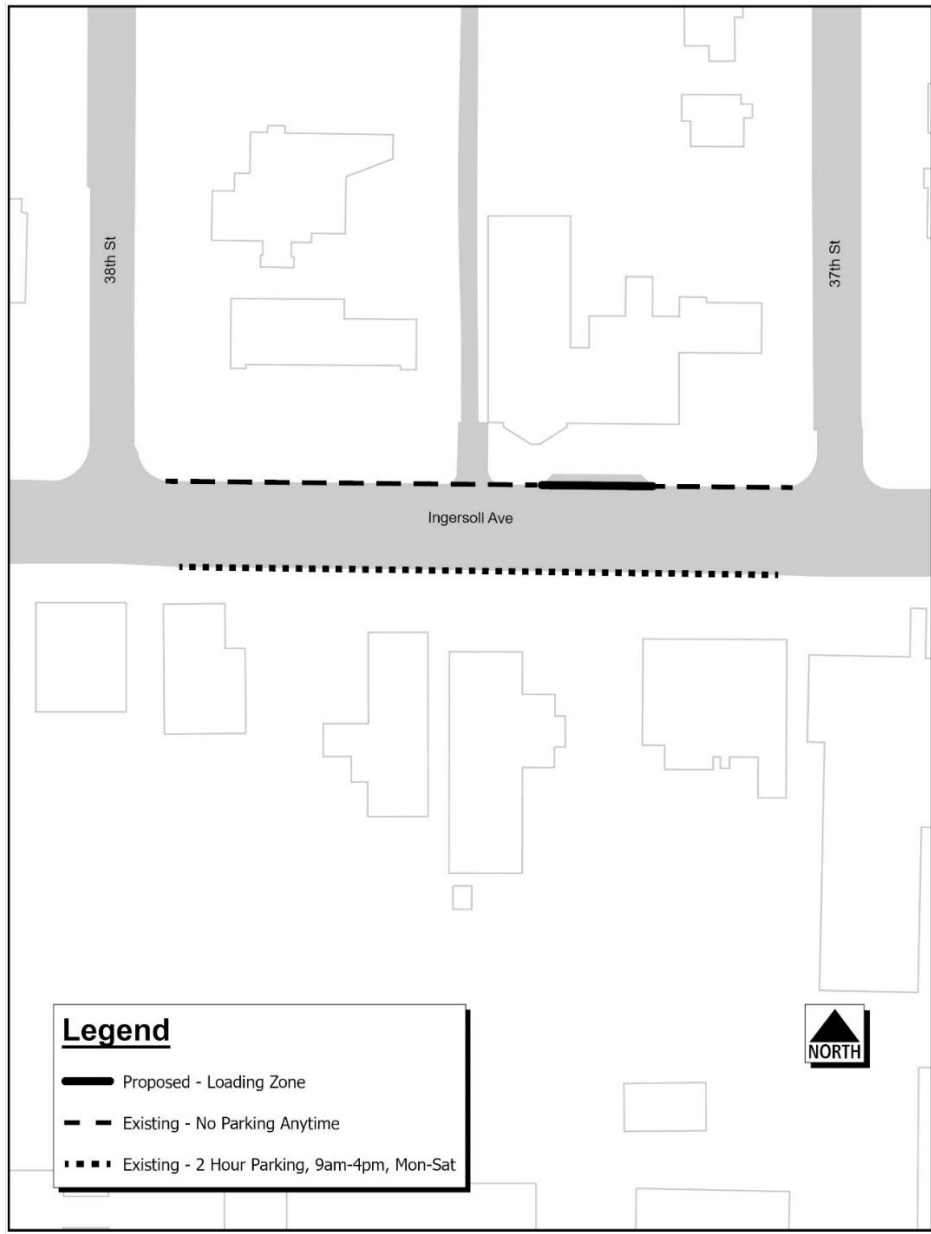 38th St
37th St
Ingersoll Ave
Legend
Proposed - Loading Zone
Existing - No Parking Anytime
Existing - 2 Hour Parking, 9am-4pm, Mon-Sat
NORTH